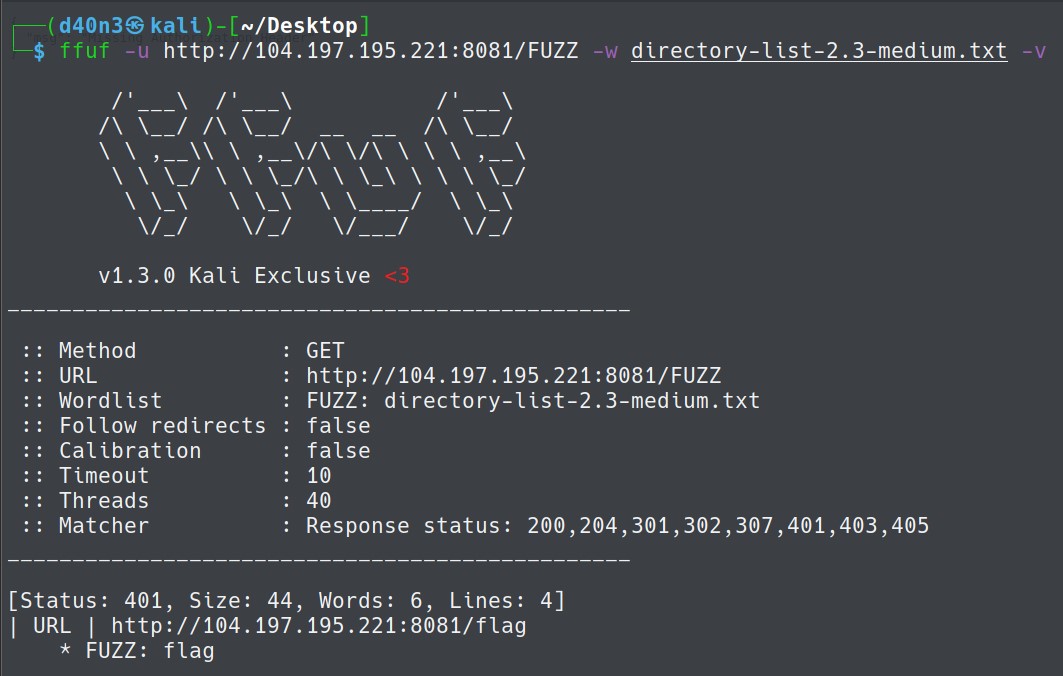 ┌──(d40n3㉿kali)-[~/Desktop]
└─$ ffuf -u http://104.197.195.221:8081/FUZZ -w directory-list-2.3-medium.txt -v
        /'___\  /'___\           /'___\
       /\ \__/ /\ \__/  __  __  /\ \__/
       \ \ ,__\\ \ ,__\/\ \/\ \ \ \ ,__\
        \ \ \_/ \ \ \_/\ \ \_\ \ \ \ \_/
         \ \_\   \ \_\  \ \____/  \ \_\
          \/_/    \/_/   \/___/    \/_/
       v1.3.0 Kali Exclusive <3
________________________________________________
 :: Method           : GET
 :: URL              : http://104.197.195.221:8081/FUZZ
 :: Wordlist         : FUZZ: directory-list-2.3-medium.txt
 :: Follow redirects : false
 :: Calibration      : false
 :: Timeout          : 10
 :: Threads          : 40
 :: Matcher          : Response status: 200,204,301,302,307,401,403,405
________________________________________________
[Status: 401, Size: 44, Words: 6, Lines: 4]
| URL | http://104.197.195.221:8081/flag
    * FUZZ: flag